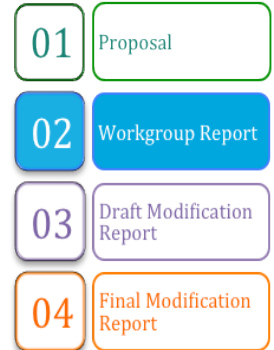 01
Proposal
02
Workgroup Report
03
Draft Modification
Report
04
Final Modification
Report